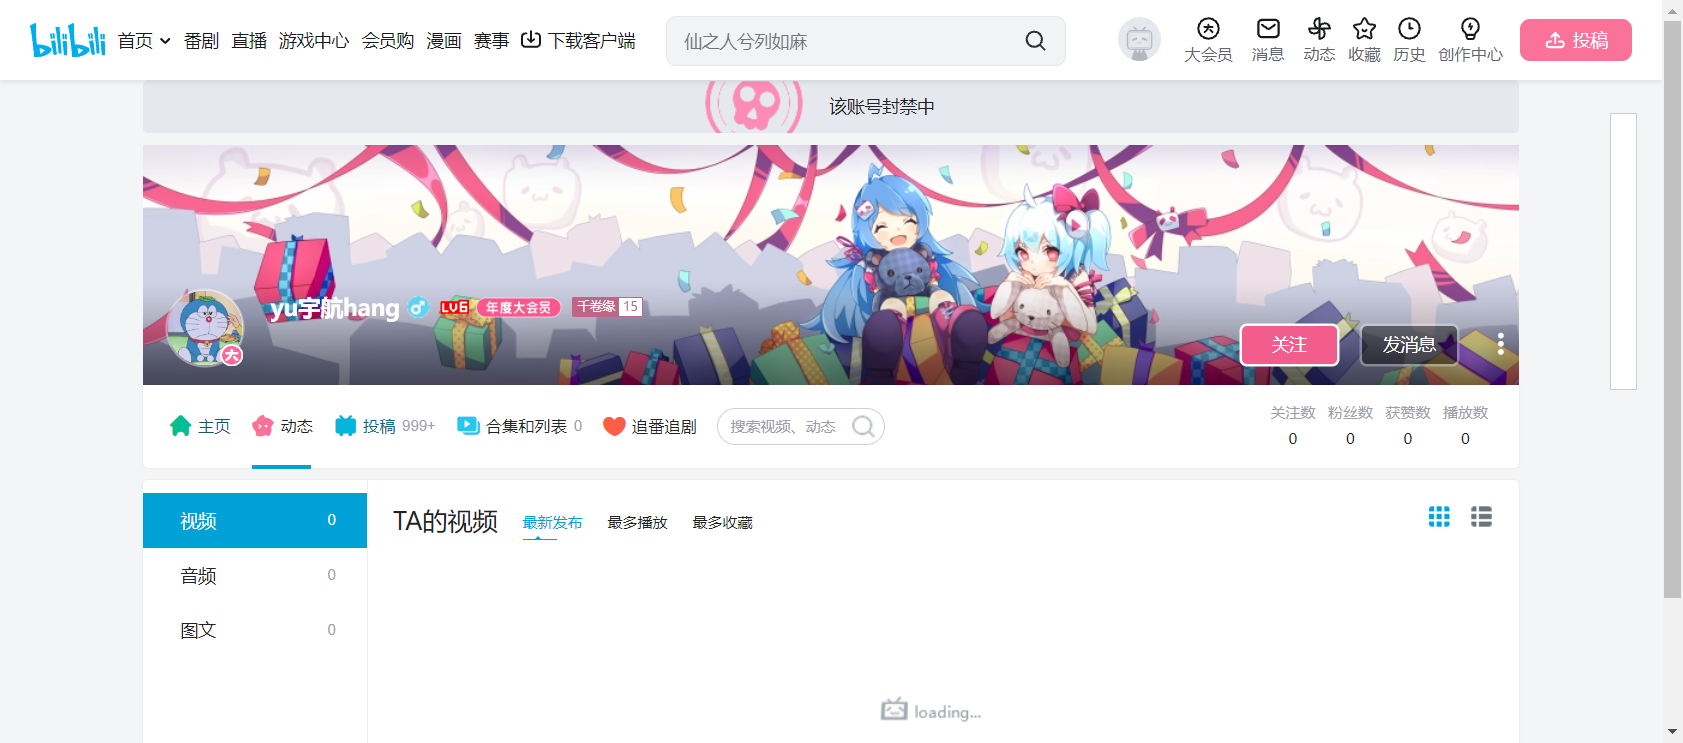 bilibili 首页 番剧 直播 游戏中心 会员购 漫画 赛事 下载客户端 仙之人兮列如麻 大会员 消息 动态 收藏 历史 创作中心 投稿
该账号封禁中
yu宇航hang LV6 年度大会员 千卷缘 15
大
关注 发消息
主页 动态 投稿 999+ 合集和列表 0 追番追剧 搜索视频、动态
关注数 粉丝数 获赞数 播放数
0 0 0 0
视频 0
音频 0
图文 0
TA的视频 最新发布 最多播放 最多收藏
loading...